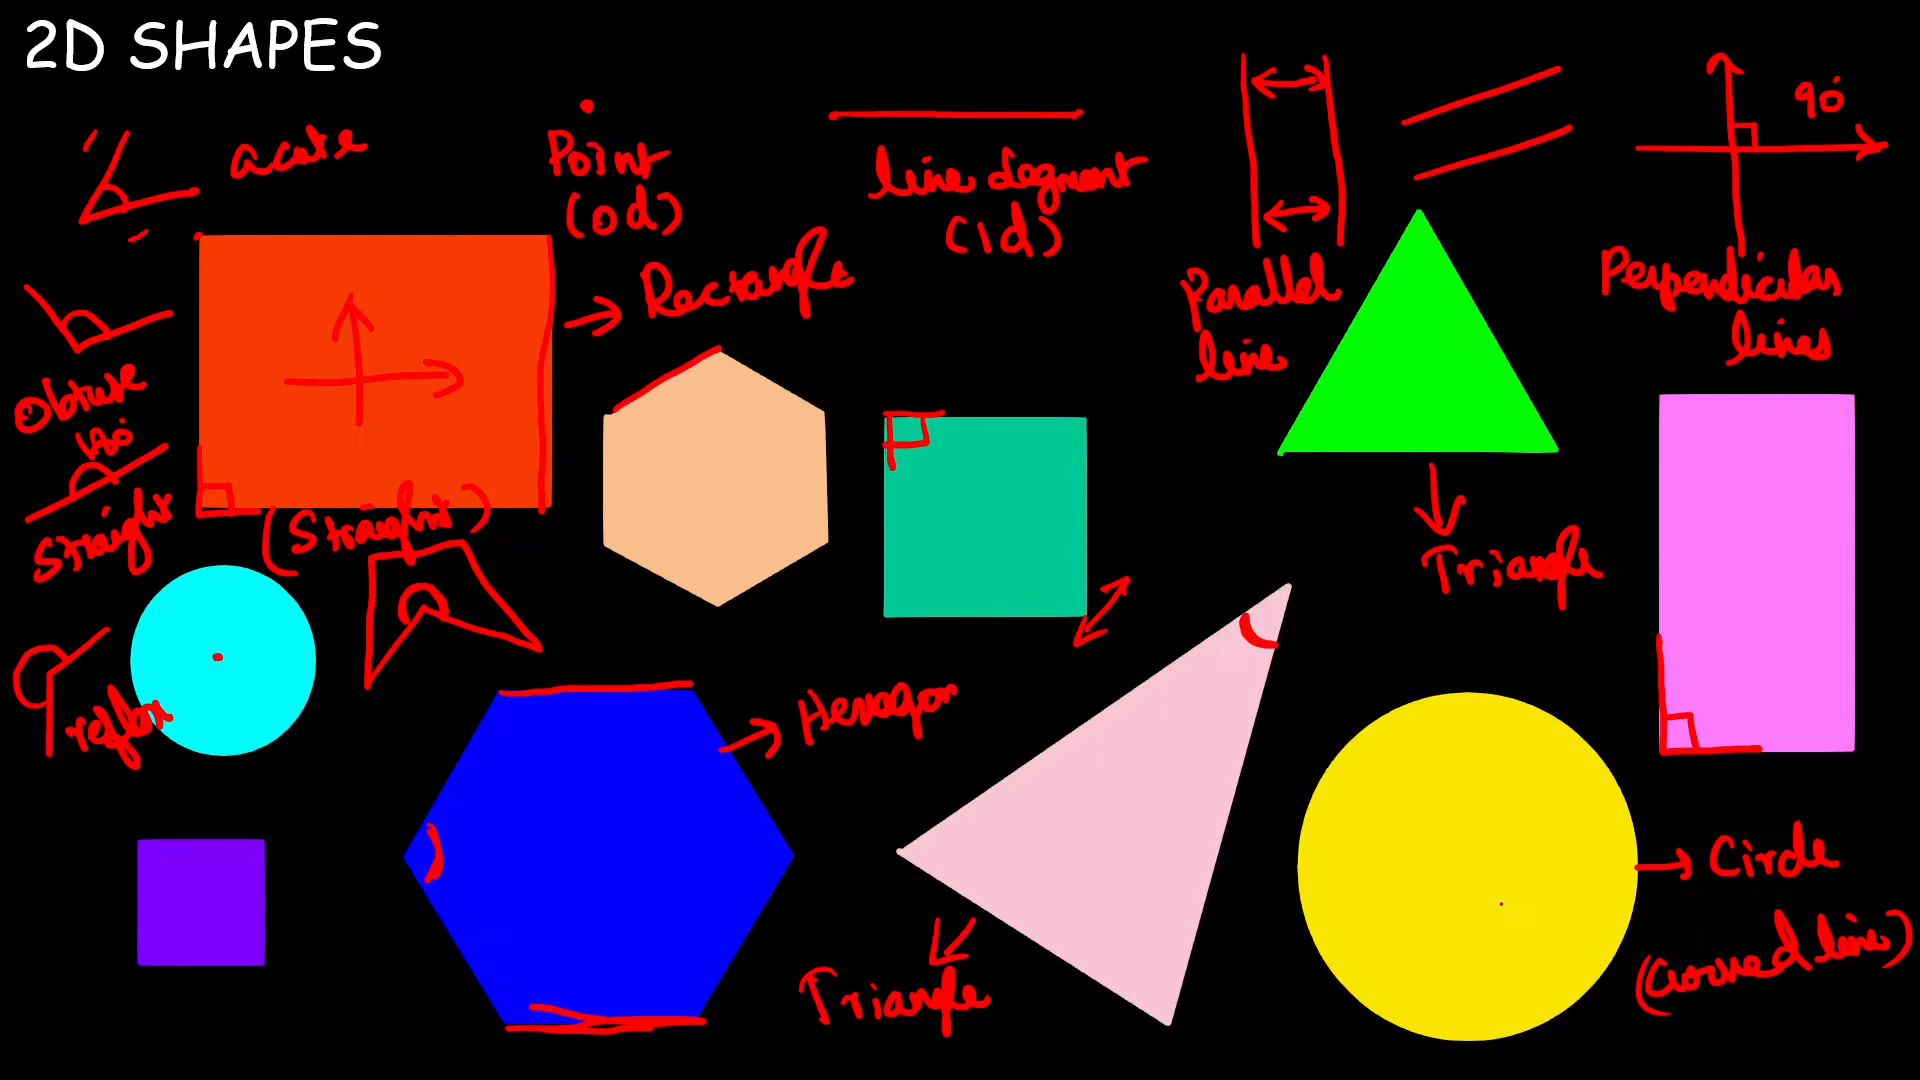 2D SHAPES
acute
Point
(0d)
line segment
(1d)
90°
Parallel
line
Perpendicular
lines
Rectangle
Obtuse
180°
Straight
(Straight)
Triangle
reflex
Hexagon
Triangle
Circle
(Curved line)